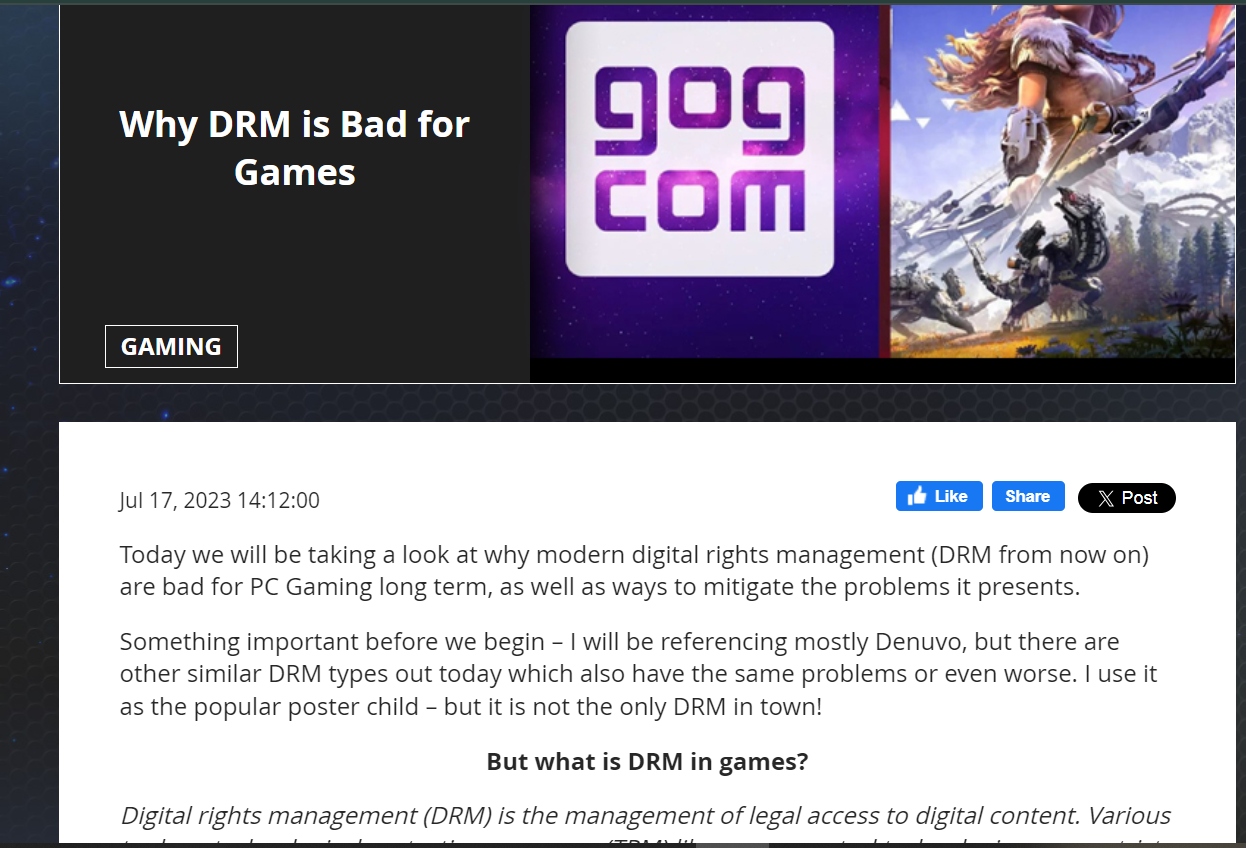 Why DRM is Bad for
Games
gog
com
GAMING
Jul 17, 2023 14:12:00
Like
Share
Post
Today we will be taking a look at why modern digital rights management (DRM from now on)
are bad for PC Gaming long term, as well as ways to mitigate the problems it presents.
Something important before we begin – I will be referencing mostly Denuvo, but there are
other similar DRM types out today which also have the same problems or even worse. I use it
as the popular poster child – but it is not the only DRM in town!
But what is DRM in games?
Digital rights management (DRM) is the management of legal access to digital content. Various